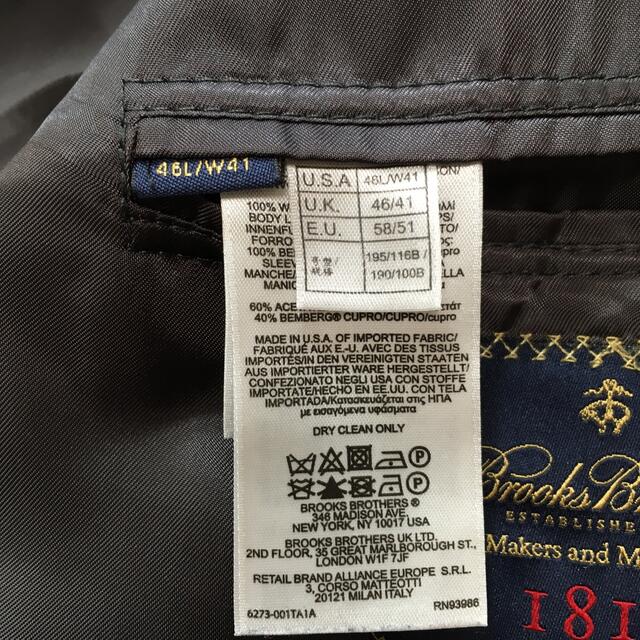 46L/W41
U.S.A 46L/W41
U.K. 46/41
E.U. 58/51
195/116B
190/100B
ION/
100% W
BODY L
INNENFU
FORRO
100% BE
SLEEV
MANCHE/
MANIC
60% ACE
40% BEMBERG® CUPRO/CUPRO/cupro
MADE IN U.S.A. OF IMPORTED FABRIC/
FABRIQUÉ AUX E.-U. AVEC DES TISSUS
IMPORTÉS/IN DEN VEREINIGTEN STAATEN
AUS IMPORTIERTER WARE HERGESTELLT/
CONFEZIONATO NEGLI USA CON STOFFE
IMPORTATE/HECHO EN EE.UU. CON TELA
IMPORTADA/Κατασκευάζεται στις ΗΠΑ
με εισαγόμενα υφάσματα
DRY CLEAN ONLY
BROOKS BROTHERS®
346 MADISON AVE.
NEW YORK, NY 10017 USA
BROOKS BROTHERS UK LTD.
2ND FLOOR, 35 GREAT MARLBOROUGH ST.,
LONDON W1F 7JF
RETAIL BRAND ALLIANCE EUROPE S.R.L.
3, CORSO MATTEOTTI
20121 MILAN ITALY
6273-001TA1A RN93986
Brooks B
ESTABLISHE
Makers and M
181